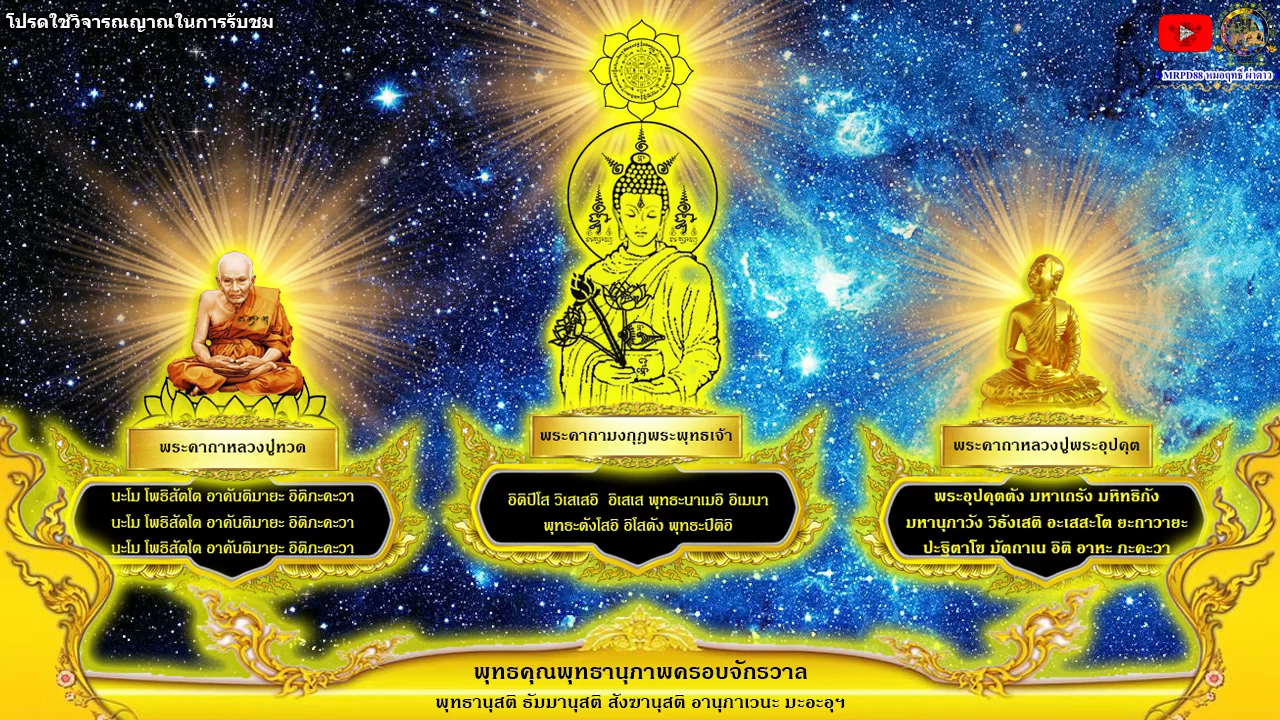 โปรดใช้วิจารณญาณในการรับชม
MRPD88 หมอฤทธิ์ ผ่าดาว
พระคาถาหลวงปู่ทวด
นะโม โพธิสัตโต อาคันติมายะ อิติภะคะวา
นะโม โพธิสัตโต อาคันติมายะ อิติภะคะวา
นะโม โพธิสัตโต อาคันติมายะ อิติภะคะวา
พระคาถามงกุฎพระพุทธเจ้า
อิติปิโส วิเสเสอิ อิเสเส พุทธะนาเมอิ อิเมนา
พุทธะตังโสอิ อิโสตัง พุทธะปิติอิ
พระคาถาหลวงปู่พระอุปคุต
พระอุปคุตตัง มหาเถรัง มหิทธิกัง
มหานุภาวัง วิธังเสติ อะเสสะโต ยะถาวายะ
ปะฐิตาโข มัตถาเน อิติ อาหะ ภะคะวา
พุทธคุณพุทธานุภาพครอบจักรวาล
พุทธานุสติ ธัมมานุสติ สังฆานุสติ อานุภาเวนะ มะอะอุฯ